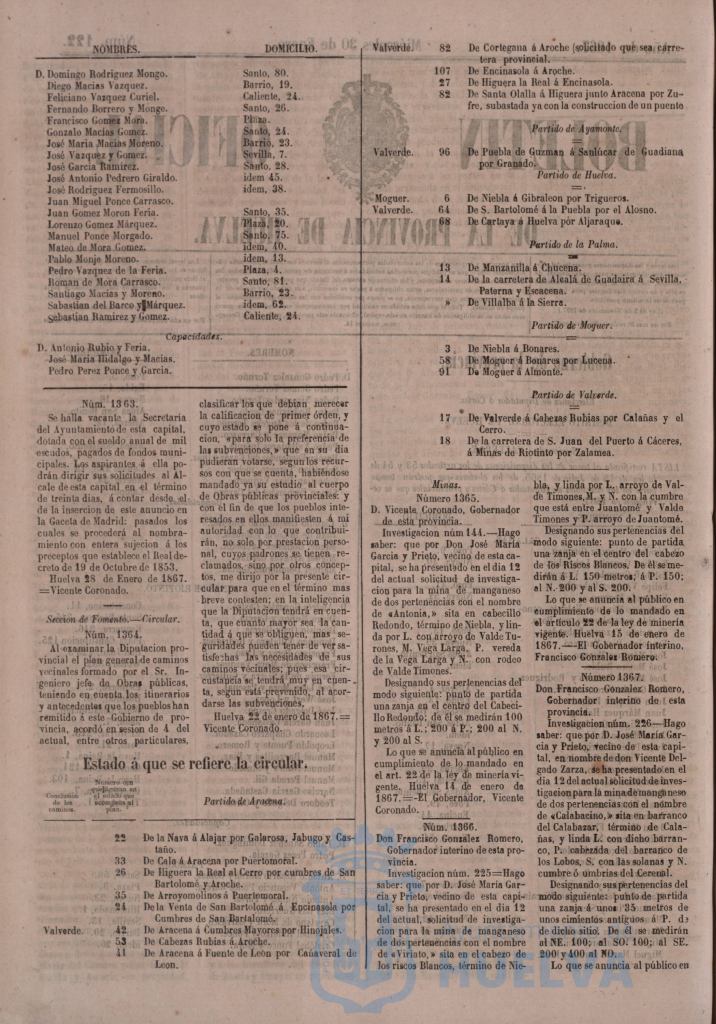 NOMBRES. DOMICILIO.
D. Domingo Rodriguez Mongo. Santo, 80.
Diego Macias Vazquez. Barrio, 19.
Feliciano Vazquez Curiel. Caliente, 24.
Fernando Borrero y Mongo. Santo, 26.
Francisco Gomez Mora. Plaza.
Gonzalo Macias Gomez. Santo, 24.
José Maria Macias Moreno. Barrio, 23.
José Vazquez y Gomez. Sevilla, 7.
José Garcia Ramirez. Santo, 28.
José Antonio Pedrero Giraldo. idem 45.
José Rodriguez Fermosillo. idem, 38.
Juan Miguel Ponce Carrasco.
Juan Gomez Moron Feria. Santo, 35.
Lorenzo Gomez Márquez. Plaza, 20.
Manuel Ponce Morgado. Santo, 75.
Mateo de Mora Gomez. idem, 40.
Pablo Monje Moreno. idem, 13.
Pedro Vazquez de la Feria. Plaza, 4.
Roman de Mora Carrasco. Santo, 81.
Santiago Macias y Moreno. Barrio, 23.
Sabastian del Barco y Márquez. idem, 62.
Sebastian Ramirez y Gomez. Caliente, 24.
Capacidades.
D. Antonio Rubio y Feria.
José Maria Hidalgo y Macias.
Pedro Perez Ponce y Garcia.
Núm. 1363.
Se halla vacante la Secretaria
del Ayuntamiento de esta capital,
dotada con el sueldo anual de mil
escudos, pagados de fondos muni-
cipales. Los aspirantes á ella po-
drán dirigir sus solicitudes al Al-
calde de esta capital en el término
de treinta dias, á contar desde el
de la insercion de este anuncio en
la Gaceta de Madrid: pasados los
cuales se procederá al nombra-
miento con entera sujecion á los
preceptos que establece el Real de-
creto de 19 de Octubre de 1853.
Huelva 28 de Enero de 1867.
=Vicente Coronado.
Seccion de Fomento.—Circular.
Núm. 1364.
Al examinar la Diputacion pro-
vincial el plan general de caminos
vecinales formado por el Sr. In-
geniero jefe de Obras públicas,
teniendo en cuenta los itinerarios
y antecedentes que los pueblos han
remitido á este Gobierno de pro-
vincia, acordó en sesion de 4 del
actual, entre otros particulares,
clasificar los que debian merecer
la calificacion de primer órden, y
cuyo estado se pone á continua-
cion, «para solo la preferencia de
las subvenciones,» que en su dia
pudieran votarse, segun los recur-
sos con que se cuenta, habiéndose
mandado ya su estudio al cuerpo
de Obras públicas provinciales: y
con el fin de que los pueblos inte-
resados en ellos manifiesten á mi
autoridad con lo que contribui-
rán, no solo por prestacion perso-
nal, cuyos padrones se tienen re-
clamados, sino por otros concep-
tos, me dirijo por la presente cir-
cular para que en el término mas
breve contesten; en la inteligencia
que la Diputacion tendrá en cuen-
ta, que cuanto mayor sea la can-
tidad á que se obliguen, mas se-
guridades pueden tener de ver sa-
tisfechas las necesidades de sus
caminos vecinales; pues esa cir-
cunstancia se tendrá muy en cuen-
ta, segun está prevenido, al acor-
darse las subvenciones.
Huelva 22 de enero de 1867.=
Vicente Coronado.
Estado á que se refiere la circular.
Partido de Aracena.
22 De la Nava á Alajar por Galarosa, Jabugo y Cas-
taño.
33 De Cala á Aracena por Puertomoral.
26 De Higuera la Real al Cerro por cumbres de San
Bartolomé y Aroche.
35 De Arroyomolinos á Puertomoral.
24 De la Venta de San Bartolomé á Encinasola por
Cumbres de San Bartolomé.
Valverde. 42 De Aracena á Cumbres Mayores por Hinojales.
53 De Cabezas Rubias á Aroche.
41 De Aracena á Fuente de Leon por Cañaveral de
Leon.
Valverde. 82 De Cortegana á Aroche (solicitado que sea carre-
tera provincial.
107 De Encinasola á Aroche.
27 De Higuera la Real á Encinasola.
82 De Santa Olalla á Higuera junto Aracena por Zu-
fre, subastada ya con la construccion de un puente
Partido de Ayamonte.
Valverde. 96 De Puebla de Guzman á Sanlúcar de Guadiana
por Granado.
Partido de Huelva.
Moguer. 6 De Niebla á Gibraleon por Trigueros.
Valverde. 64 De S. Bartolomé á la Puebla por el Alosno.
68 De Cartaya á Huelva por Aljaraque.
Partido de la Palma.
13 De Manzanilla á Chucena.
14 De la carretera de Alcalá de Guadaira á Sevilla,
Paterna y Escacena.
» De Villalba á la Sierra.
Partido de Moguer.
3 De Niebla á Bonares.
58 De Moguer á Bonares por Lucena.
91 De Moguer á Almonte.
Partido de Valverde.
17 De Valverde á Cabezas Rubias por Calañas y el
Cerro.
18 De la carretera de S. Juan del Puerto á Cáceres,
á Minas de Riotinto por Zalamea.
Minas.
Número 1365.
D. Vicente Coronado, Gobernador
de esta provincia.
Investigacion núm. 144.—Hago
saber: que por Don José Maria
Garcia y Prieto, vecino de esta ca-
pital, se ha presentado en el dia 12
del actual solicitud de investiga-
cion para la mina de manganeso
de dos pertenencias con el nombre
de «Antonia,» sita en cabecillo
Redondo, término de Niebla, y lin-
da por L. con arroyo de Valde Tu-
rones, M. Vega Larga, P. vereda
de la Vega Larga y N. con rodeo
de Valde Timones.
Designando sus pertenencias del
modo siguiente: punto de partida
una zanja en el centro del Cabeci-
llo Redondo; de él se medirán 100
metros á L.; 200 á P.; 200 al N.
y 200 al S.
Lo que se anuncia al público en
cumplimiento de lo mandado en
el art. 22 de la ley de mineria vi-
gente. Huelva 14 de enero de
1867.=El Gobernador, Vicente
Coronado.
Núm. 1366.
Don Francisco Gonzalez Romero,
Gobernador interino de esta pro-
vincia.
Investigacion núm. 225=Hago
saber: que por D. José Maria Gar-
cia y Prieto, vecino de esta capi-
tal, se ha presentado en el dia 12
del actual, solicitud de investiga-
cion para la mina de manganeso
de dos pertenencias con el nombre
de «Viriato,» sita en el cabezo de
los riscos Blancos, término de Nie-
bla, y linda por L. arroyo de Val-
de Timones, M. y N. con la cumbre
que está entre Juantomé y Valde
Timones y P. arroyo de Juantomé.
Designando sus pertenencias del
modo siguiente: punto de partida
una zanja en el centro del cabezo
de los Riscos Blancos. De él se me-
dirán á L. 150 metros; á P. 150;
al N. 200 y al S. 200.
Lo que se anuncia al público en
cumplimiento de lo mandado en
el artículo 22 de la ley de mineria
vigente. Huelva 15 de enero de
1867.—El Gobernador interino,
Francisco Gonzalez Romero.
Número 1367.
Don Francisco Gonzalez Romero,
Gobernador interino de esta
provincia.
Investigacion núm. 226—Hago
saber: que por D. José Maria Gar-
cia y Prieto, vecino de esta capi-
tal, en nombre de don Vicente Del-
gado Zarza, se ha presentado en el
dia 12 del actual solicitud de investi-
gacion para la mina de manganeso
de dos pertenencias con el nombre
de «Calabacino,» sita en barranco
del Calabazar, término de Cala-
ñas, y linda L. con dicho barran-
co, P. cabezada del barranco de
los Lobos, S. con las solanas y N.
cumbre ó umbrias del Cerenal.
Designando sus pertenencias del
modo siguiente: punto de partida
una zanja á unos 35 metros de
unos cimientos antiguos á P. de
de dicho sitio. De él se medirán
al NE. 100; al SO. 100; al SE.
200 y 400 al NO.
Lo que se anuncia al público en
HUELVA